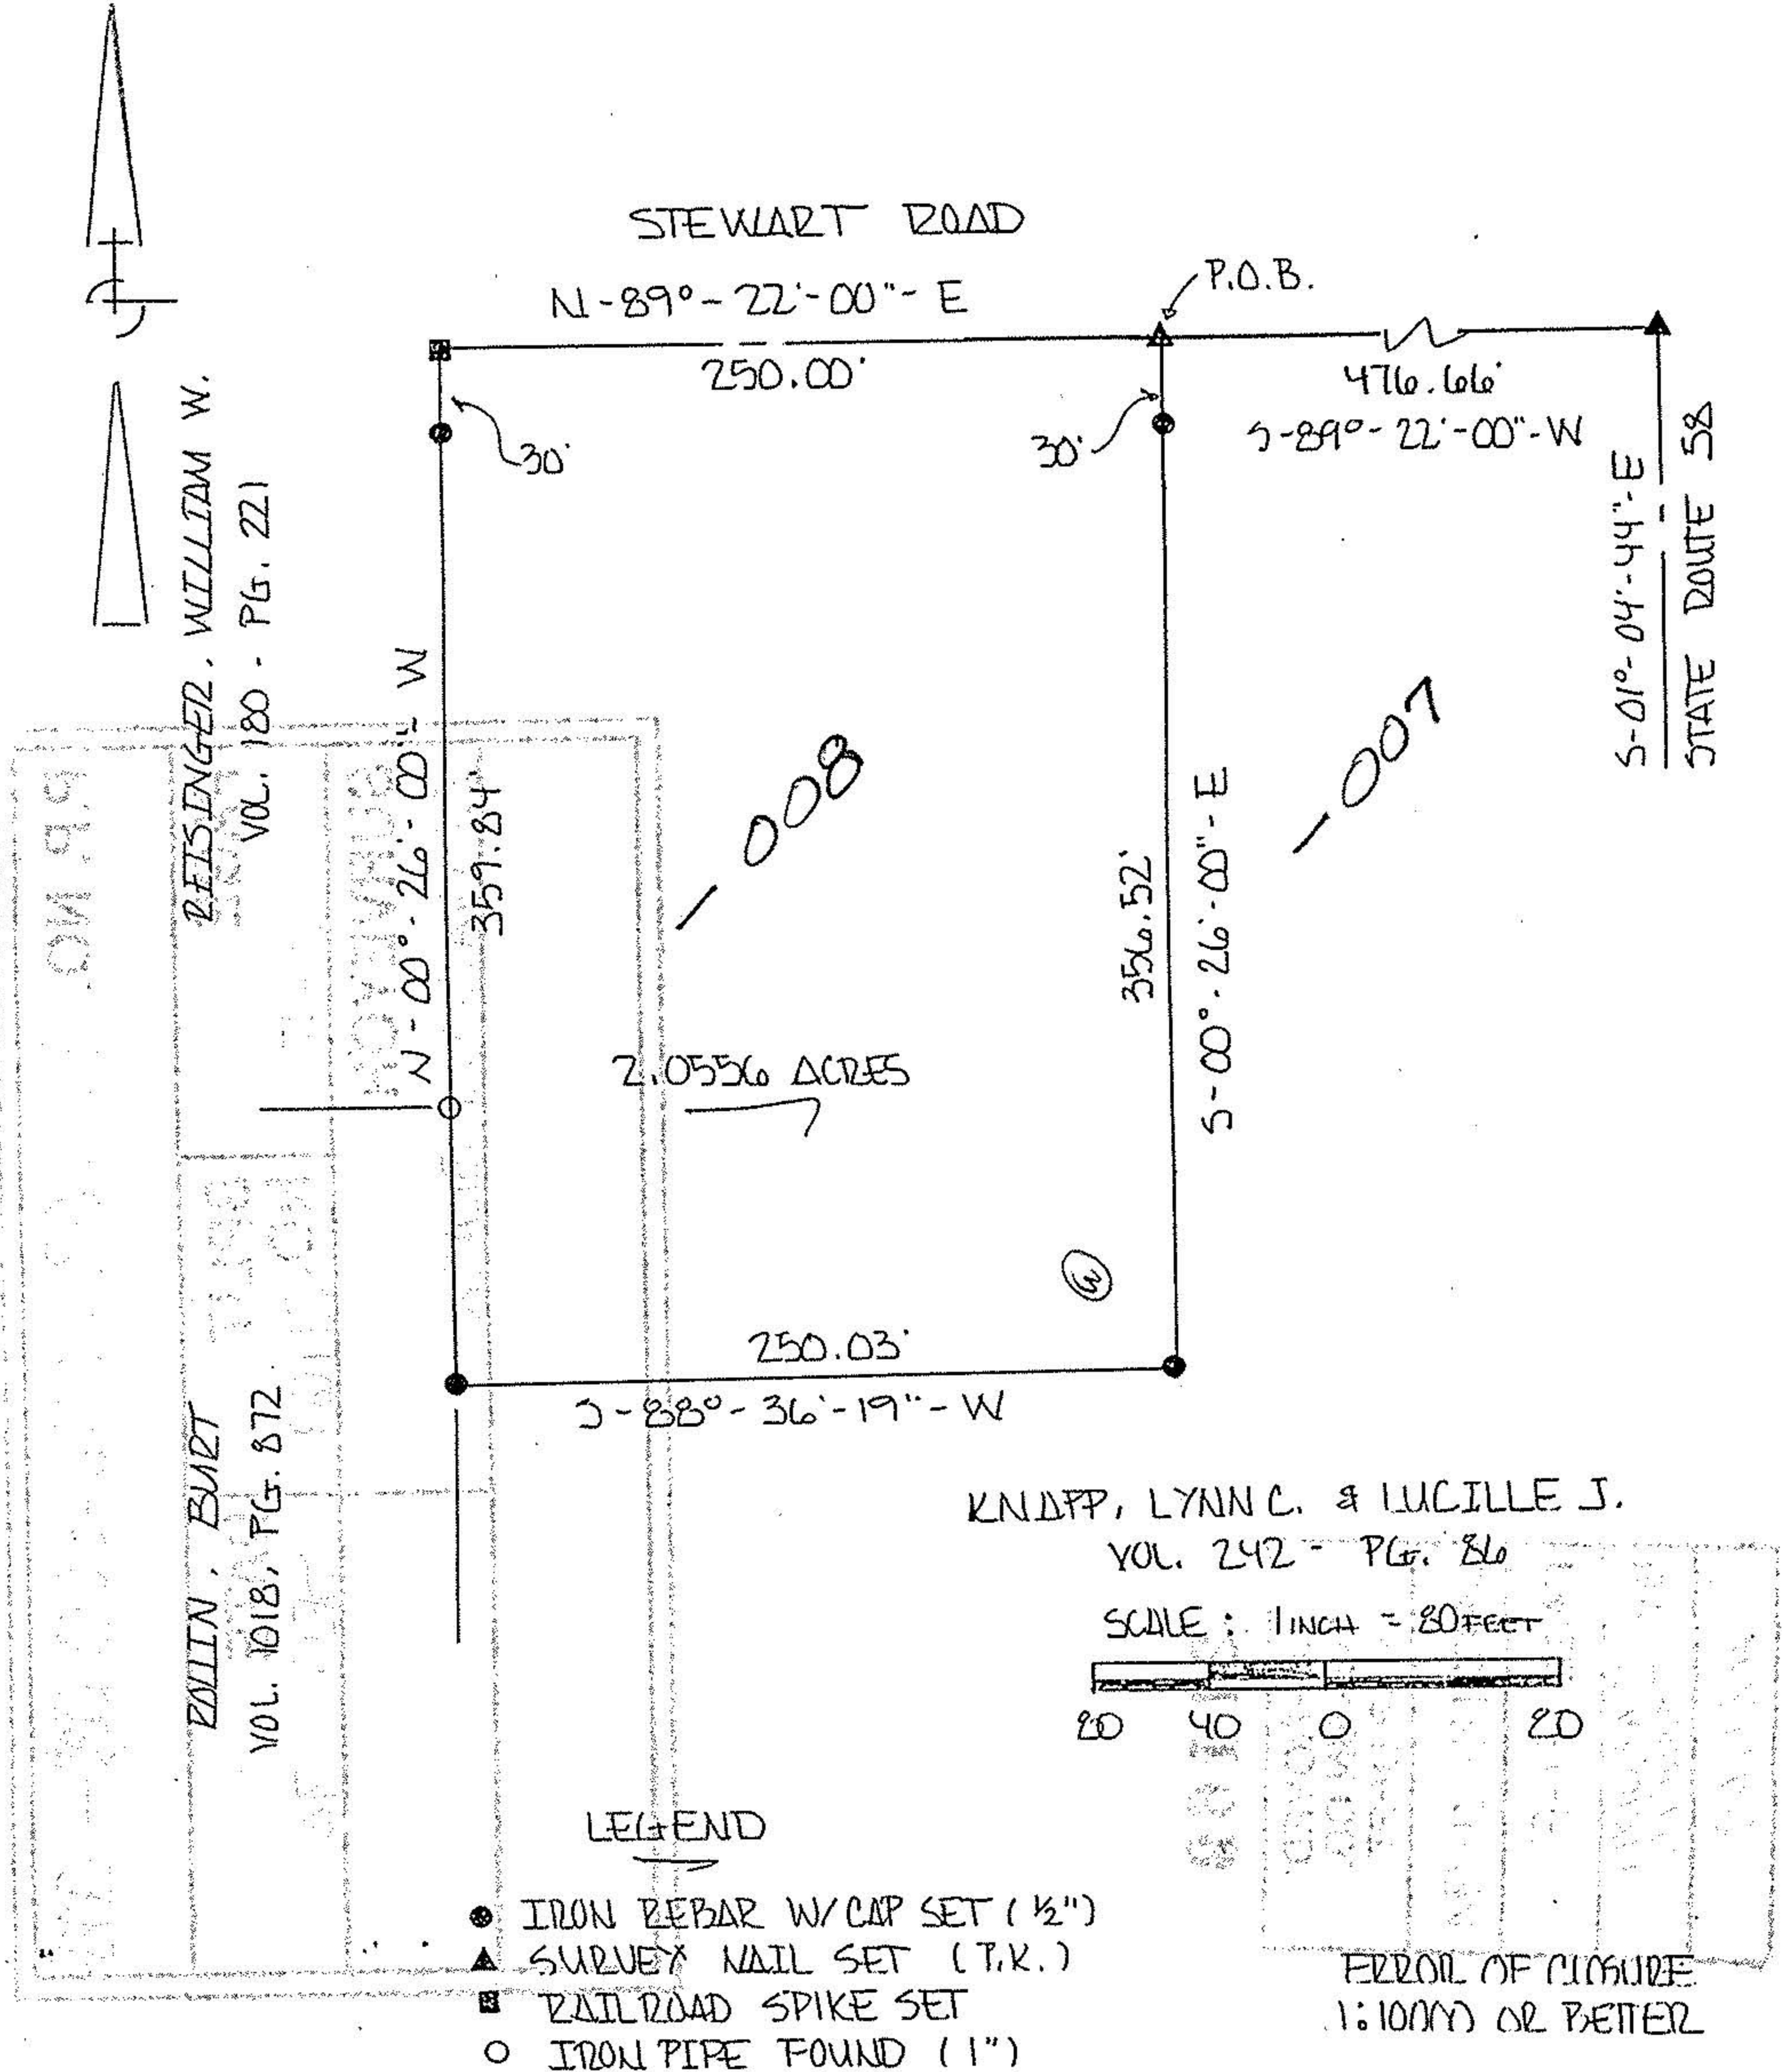 STEWART ROAD
N-89°-22'-00"-E
P.O.B.
250.00'
476.66'
S-89°-22'-00"-W
30'
30'
S-01°-04'-44"-E
STATE ROUTE 58
REISINGER, WILLIAM W.
VOL. 180 - PG. 221
N-00°-26'-00"-W
359.84'
-008
-007
356.52'
S-00°-26'-00"-E
2.0556 ACRES
3
250.03'
S-88°-36'-19"-W
ROLLIN, BURT
VOL. 1018, PG. 872
KNAPP, LYNN C. & LUCILLE J.
VOL. 242 - PG. 86
SCALE: 1 INCH = 80 FEET
80 40 0 80
LEGEND
IRON REBAR W/ CAP SET (½")
SURVEY NAIL SET (P.K.)
RAILROAD SPIKE SET
IRON PIPE FOUND (1")
ERROR OF CLOSURE
1:10000 OR BETTER